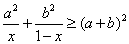 a²/x + b²/(1−x) ≥ (a+b)²